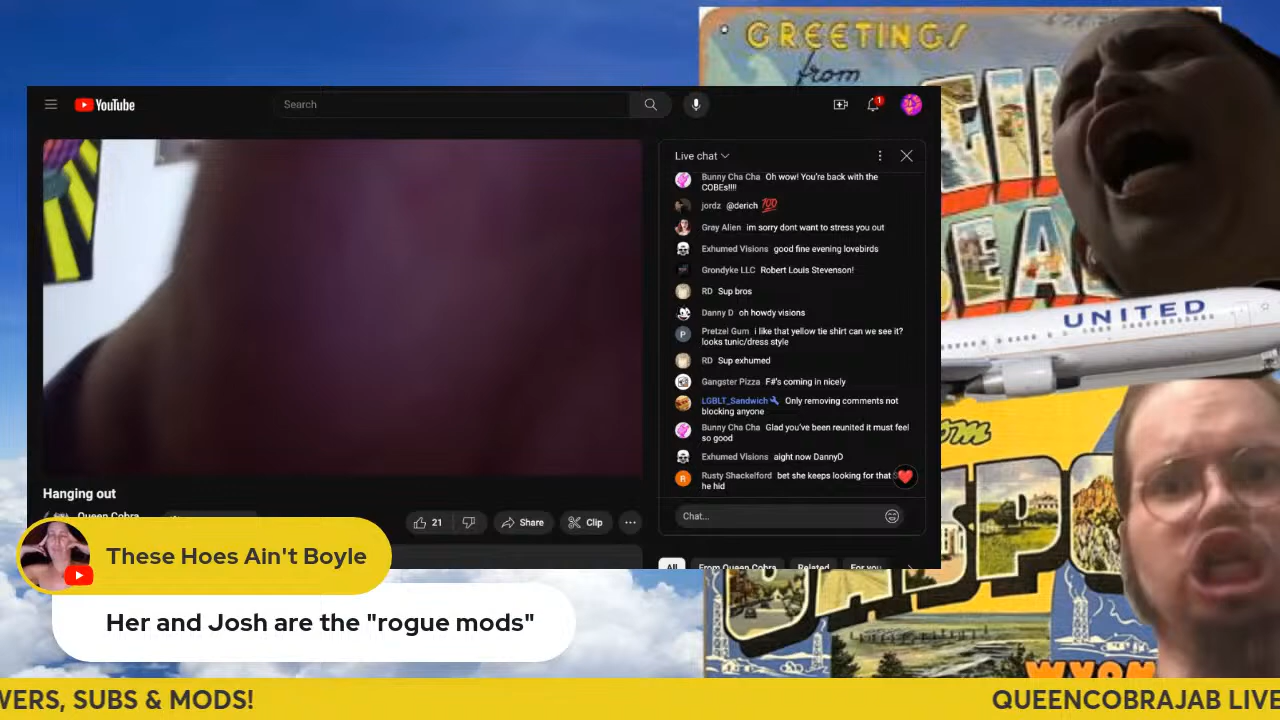 GREETINGS
from
YouTube
Search
1
Live chat
Bunny Cha Cha Oh wow! You're back with the
COBEs!!!!
jordz @derich 💯
Gray Alien im sorry dont want to stress you out
Exhumed Visions good fine evening lovebirds
Grondyke LLC Robert Louis Stevenson!
RD Sup bros
Danny D oh howdy visions
P
Pretzel Gum i like that yellow tie shirt can we see it?
looks tunic/dress style
RD Sup exhumed
Gangster Pizza F#'s coming in nicely
LGBLT_Sandwich Only removing comments not
blocking anyone
Bunny Cha Cha Glad you've been reunited it must feel
so good
Exhumed Visions aight now DannyD
R
Rusty Shackelford bet she keeps looking for that
he hid
Chat...
UNITED
Hanging out
Queen Cobra
21
Share
Clip
All
From Queen Cobra
Related
For you
These Hoes Ain't Boyle
Her and Josh are the "rogue mods"
WERS, SUBS & MODS!
QUEENCOBRAJAB LIVE